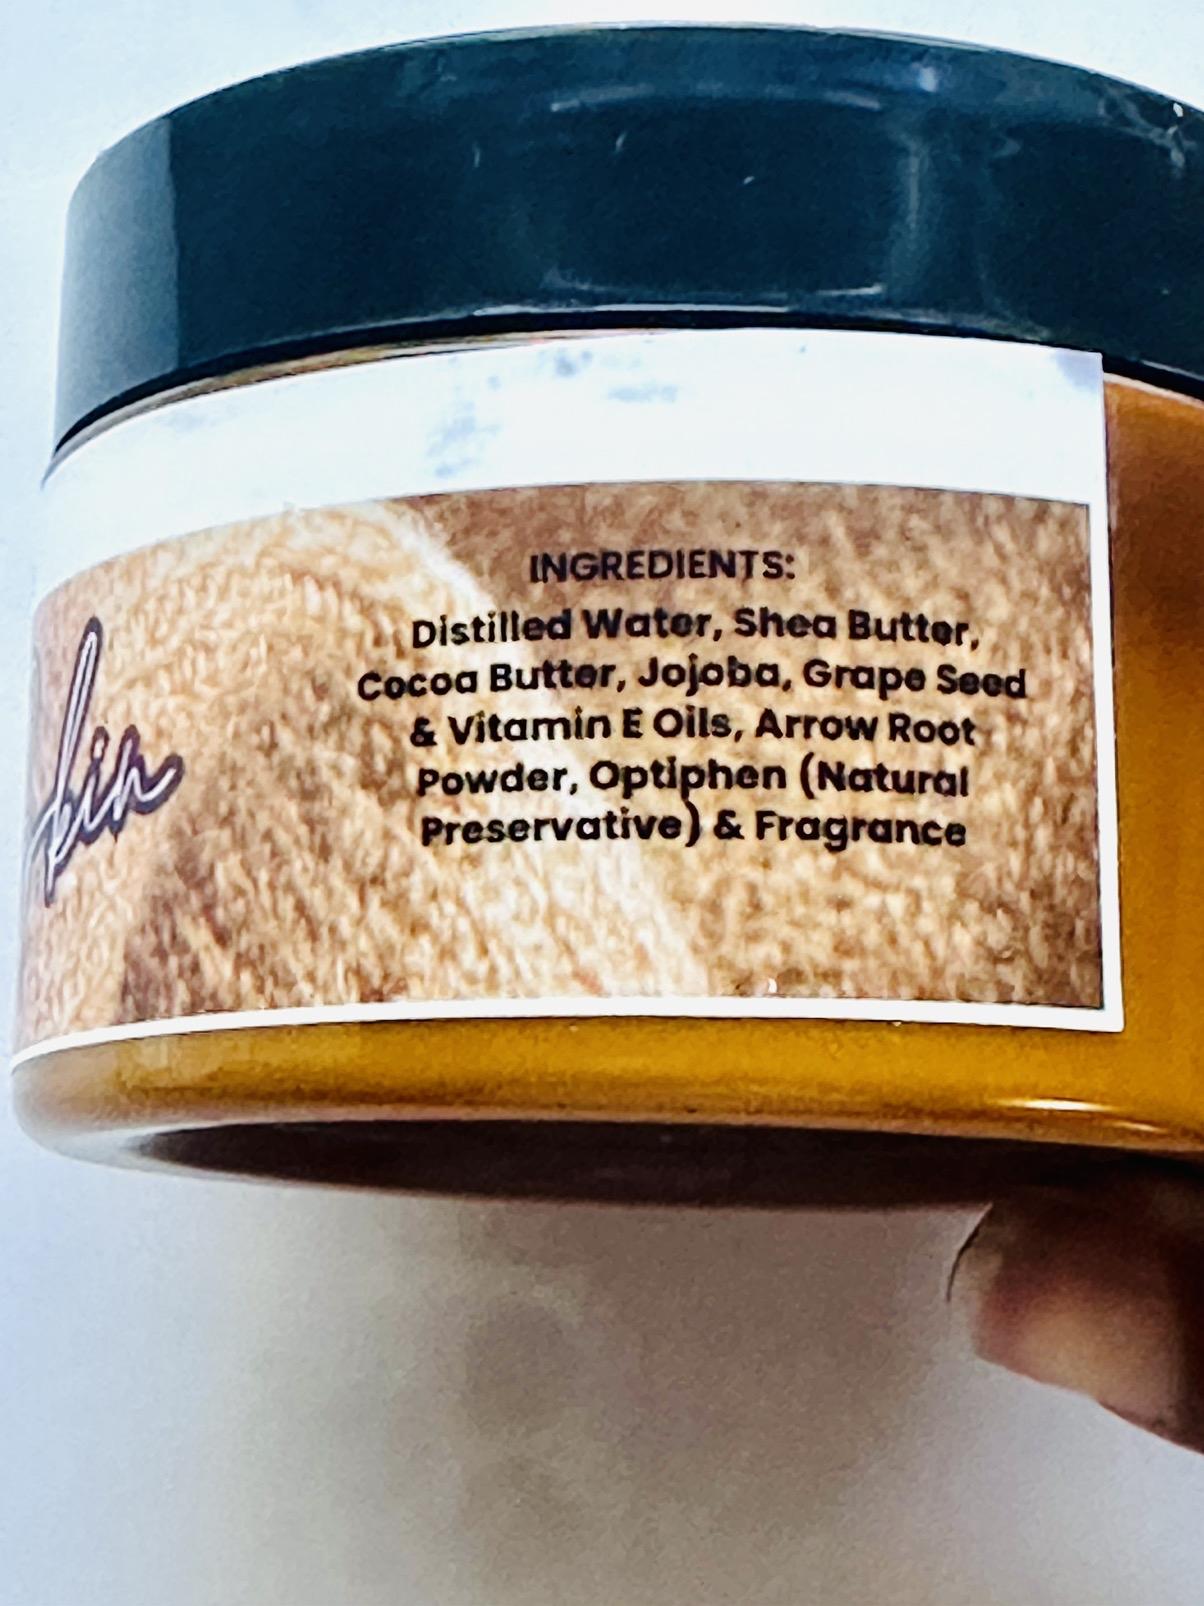 INGREDIENTS:
Distilled Water, Shea Butter,
Cocoa Butter, Jojoba, Grape Seed
& Vitamin E Oils, Arrow Root
Powder, Optiphen (Natural
Preservative) & Fragrance